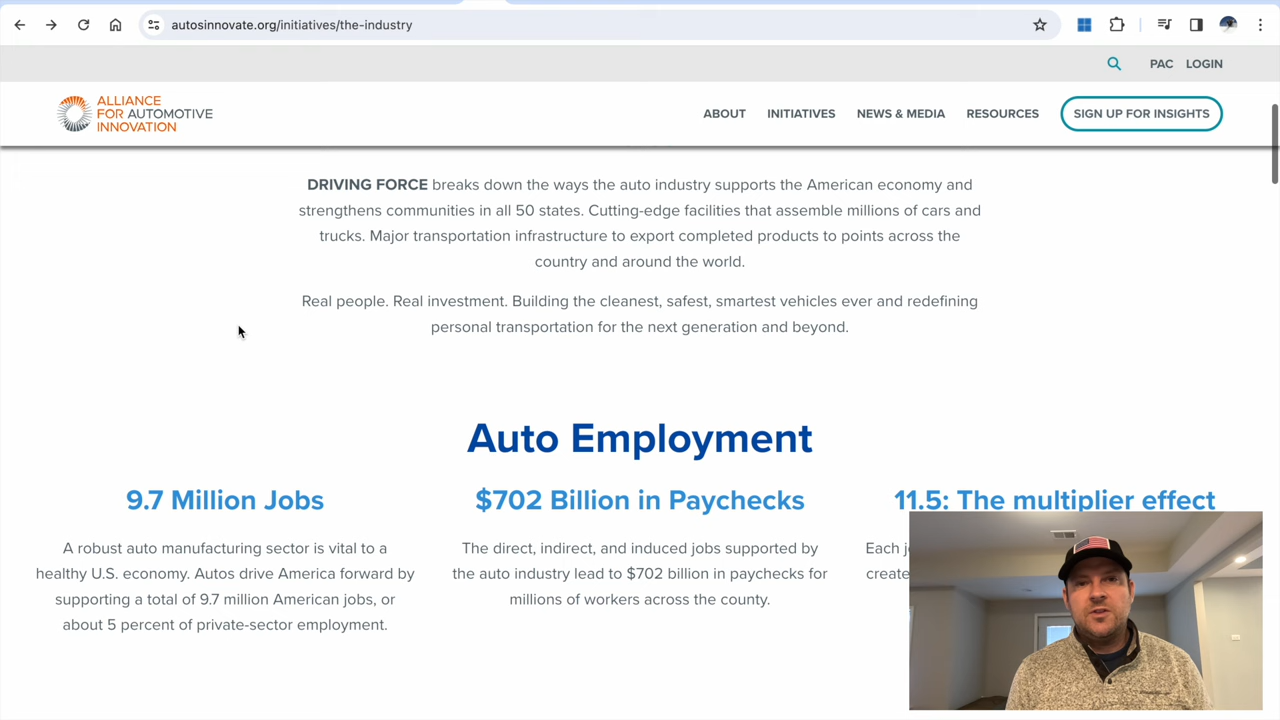 autosinnovate.org/initiatives/the-industry
PAC LOGIN
ALLIANCE
FOR AUTOMOTIVE
INNOVATION
ABOUT INITIATIVES NEWS & MEDIA RESOURCES SIGN UP FOR INSIGHTS
DRIVING FORCE breaks down the ways the auto industry supports the American economy and
strengthens communities in all 50 states. Cutting-edge facilities that assemble millions of cars and
trucks. Major transportation infrastructure to export completed products to points across the
country and around the world.
Real people. Real investment. Building the cleanest, safest, smartest vehicles ever and redefining
personal transportation for the next generation and beyond.
Auto Employment
9.7 Million Jobs
A robust auto manufacturing sector is vital to a
healthy U.S. economy. Autos drive America forward by
supporting a total of 9.7 million American jobs, or
about 5 percent of private-sector employment.
$702 Billion in Paychecks
The direct, indirect, and induced jobs supported by
the auto industry lead to $702 billion in paychecks for
millions of workers across the county.
11.5: The multiplier effect
Each
create